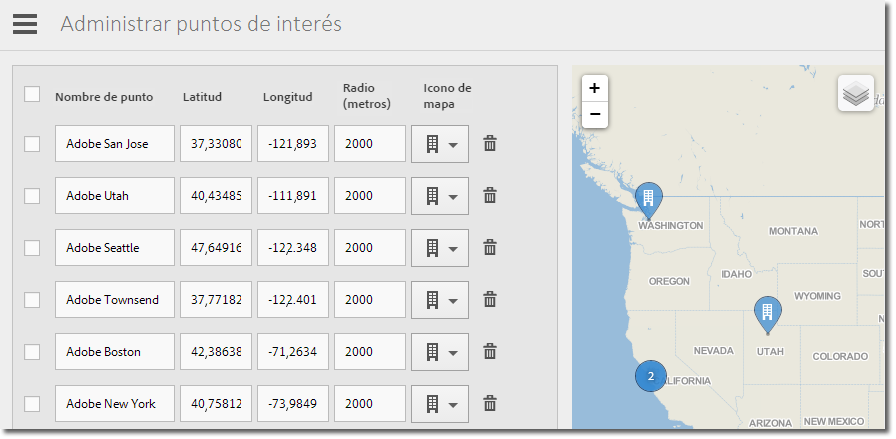 Administrar puntos de interés
Nombre de punto Latitud Longitud Radio (metros) Icono de mapa
Adobe San Jose 37,33080 -121,893 2000
Adobe Utah 40,43485 -111,891 2000
Adobe Seattle 47,64916 -122.348 2000
Adobe Townsend 37,77182 -122.401 2000
Adobe Boston 42,38638 -71,2634 2000
Adobe New York 40,75812 -73,9849 2000
+
−
WASHINGTON
MONTANA
NORT
OREGON
IDAHO
SOU
WYOMING
NEVADA
UTAH
COLORADO
2
CALIFORNIA
ARIZONA
NEW MEXICO